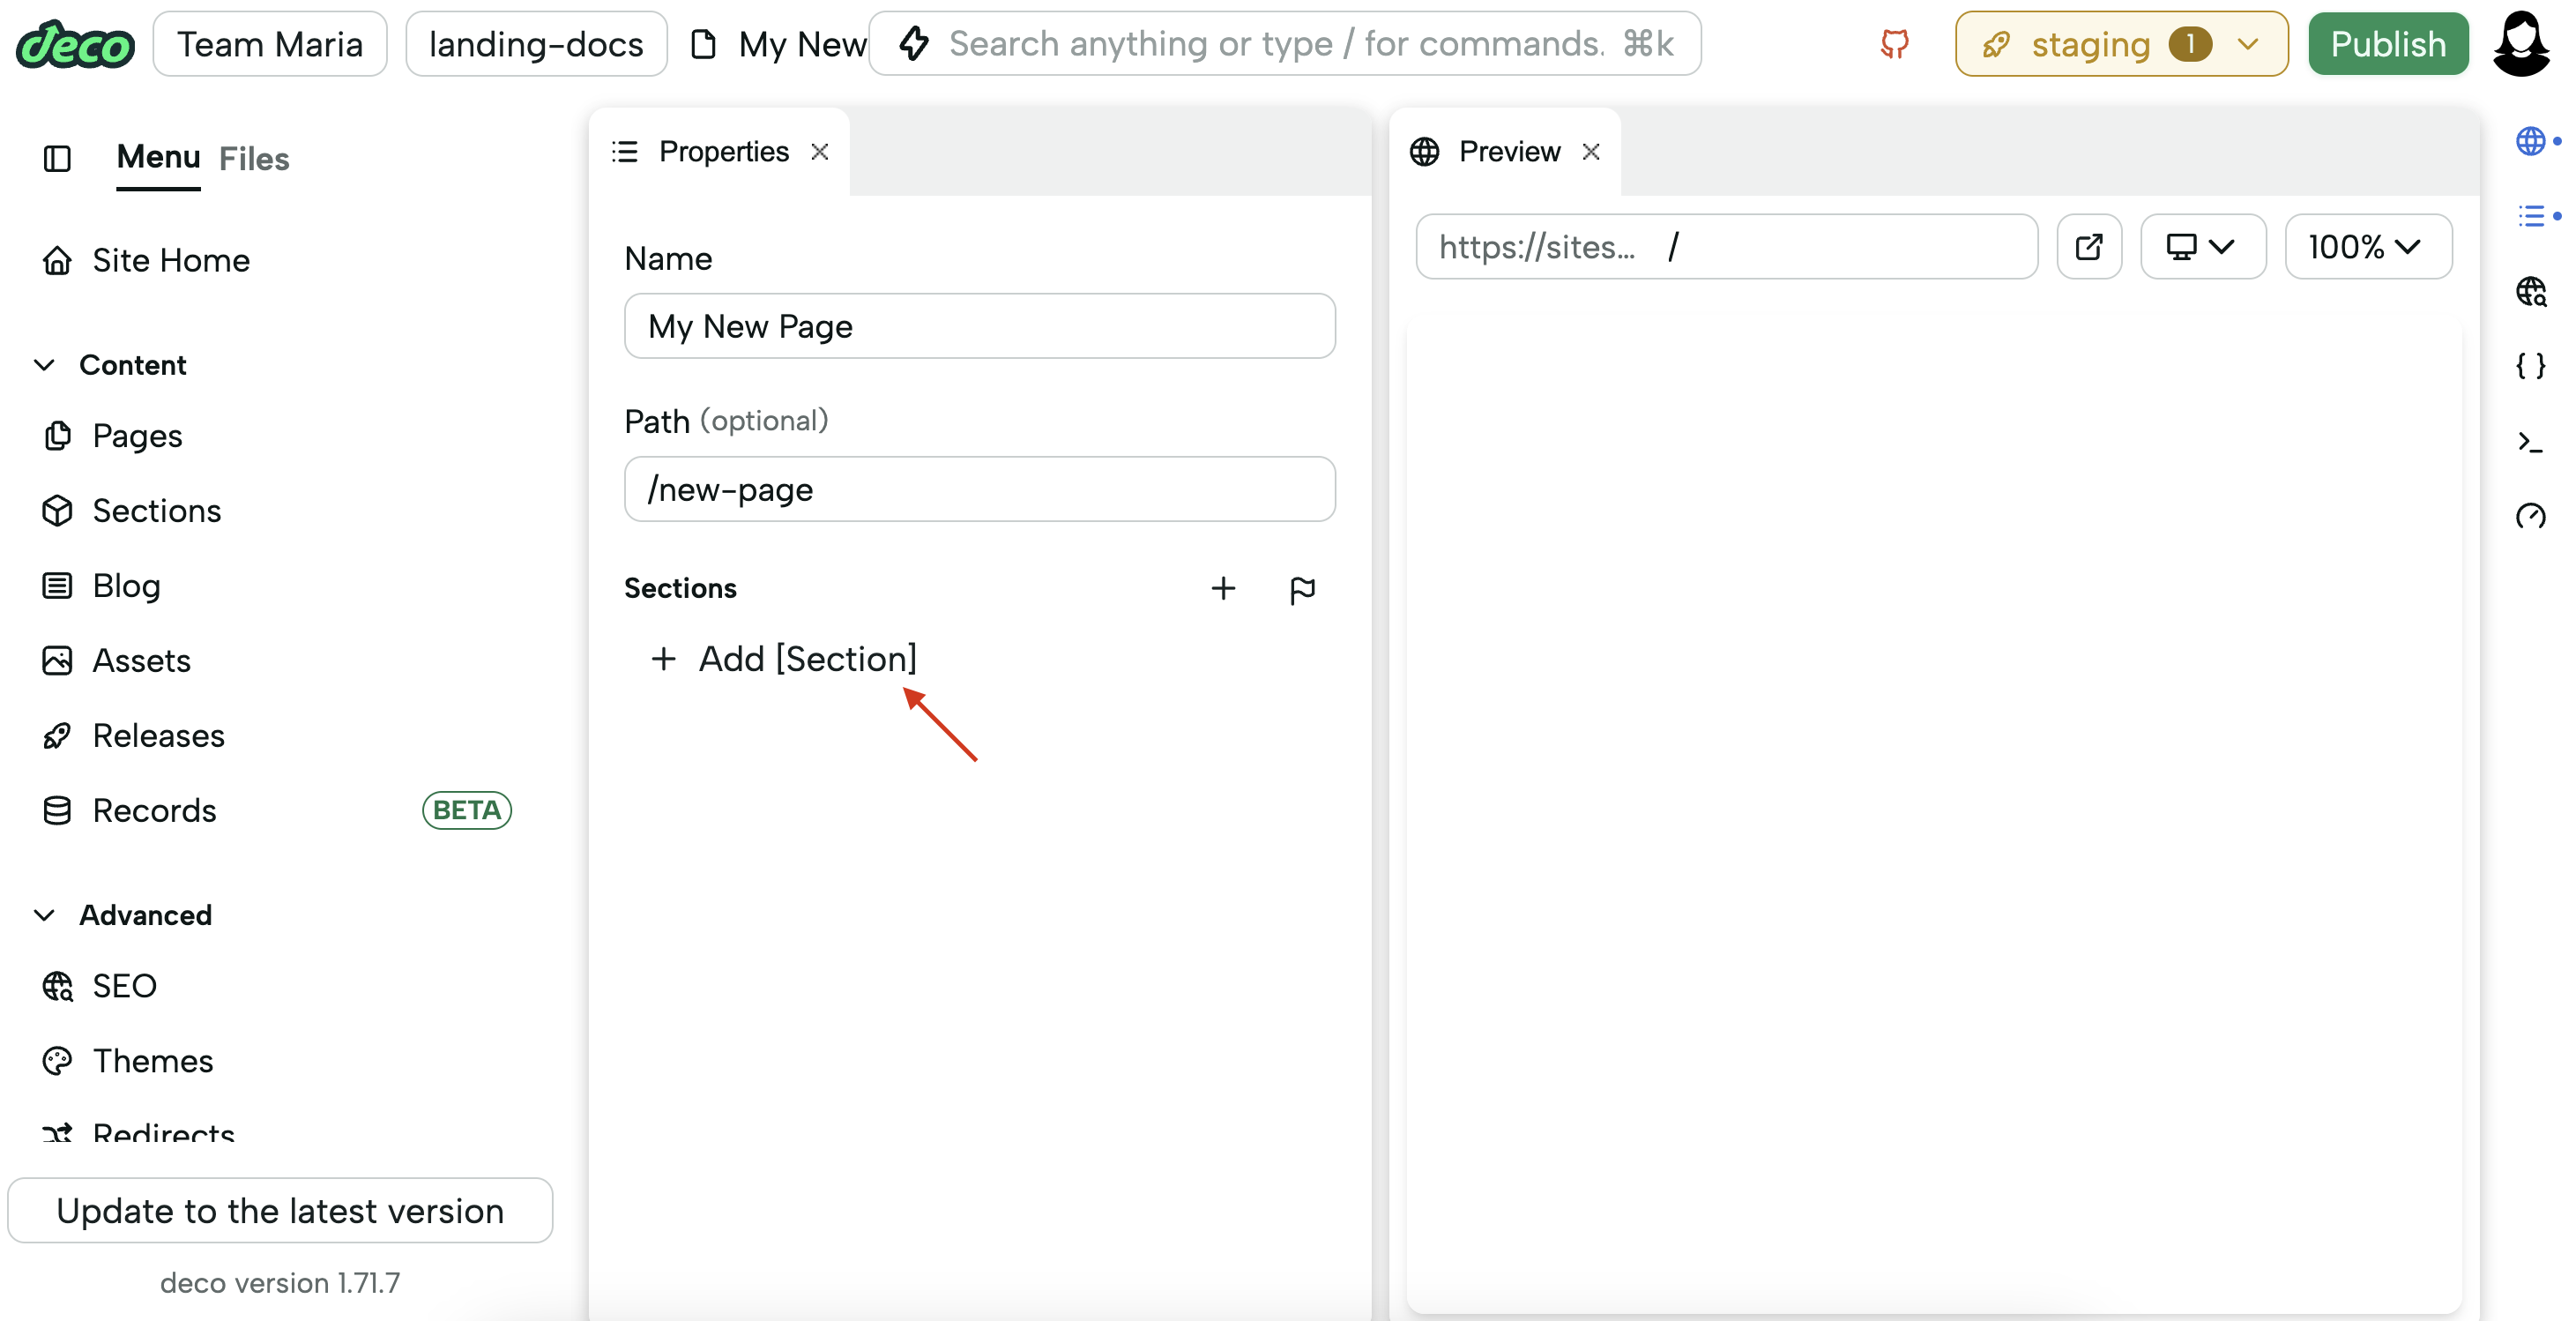 deco Team Maria landing-docs My New Search anything or type / for commands. ⌘k staging 1 Publish
Menu Files
Site Home
Content
Pages
Sections
Blog
Assets
Releases
Records BETA
Advanced
SEO
Themes
Redirects
Update to the latest version
deco version 1.71.7
Properties
Name
My New Page
Path (optional)
/new-page
Sections
Add [Section]
Preview
https://sites... /
100%